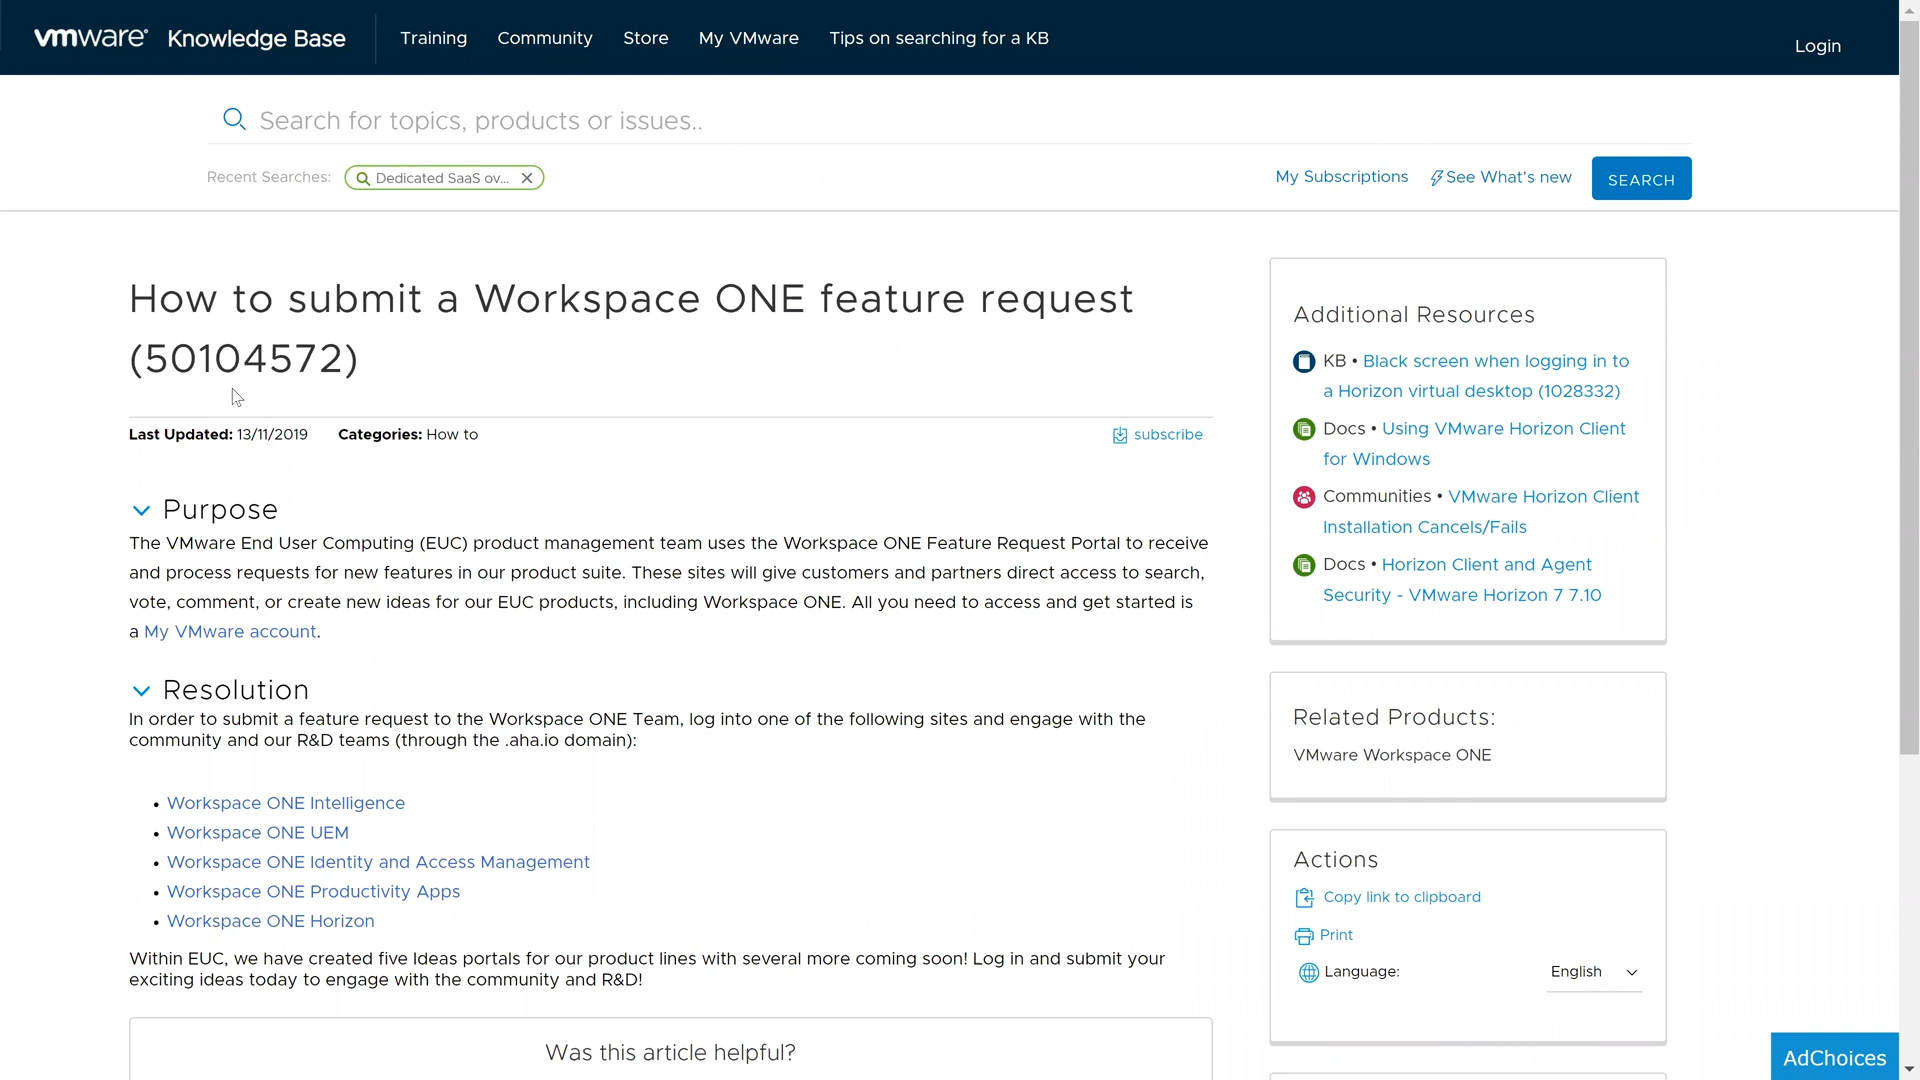 vmware Knowledge Base Training Community Store My VMware Tips on searching for a KB Login
Search for topics, products or issues..
Recent Searches: Dedicated SaaS ov... My Subscriptions See What's new SEARCH
How to submit a Workspace ONE feature request
(50104572)
Last Updated: 13/11/2019 Categories: How to subscribe
Purpose
The VMware End User Computing (EUC) product management team uses the Workspace ONE Feature Request Portal to receive
and process requests for new features in our product suite. These sites will give customers and partners direct access to search,
vote, comment, or create new ideas for our EUC products, including Workspace ONE. All you need to access and get started is
a My VMware account.
Resolution
In order to submit a feature request to the Workspace ONE Team, log into one of the following sites and engage with the
community and our R&D teams (through the .aha.io domain):
• Workspace ONE Intelligence
• Workspace ONE UEM
• Workspace ONE Identity and Access Management
• Workspace ONE Productivity Apps
• Workspace ONE Horizon
Within EUC, we have created five Ideas portals for our product lines with several more coming soon! Log in and submit your
exciting ideas today to engage with the community and R&D!
Was this article helpful?
Additional Resources
KB • Black screen when logging in to
a Horizon virtual desktop (1028332)
Docs • Using VMware Horizon Client
for Windows
Communities • VMware Horizon Client
Installation Cancels/Fails
Docs • Horizon Client and Agent
Security - VMware Horizon 7 7.10
Related Products:
VMware Workspace ONE
Actions
Copy link to clipboard
Print
Language: English
AdChoices